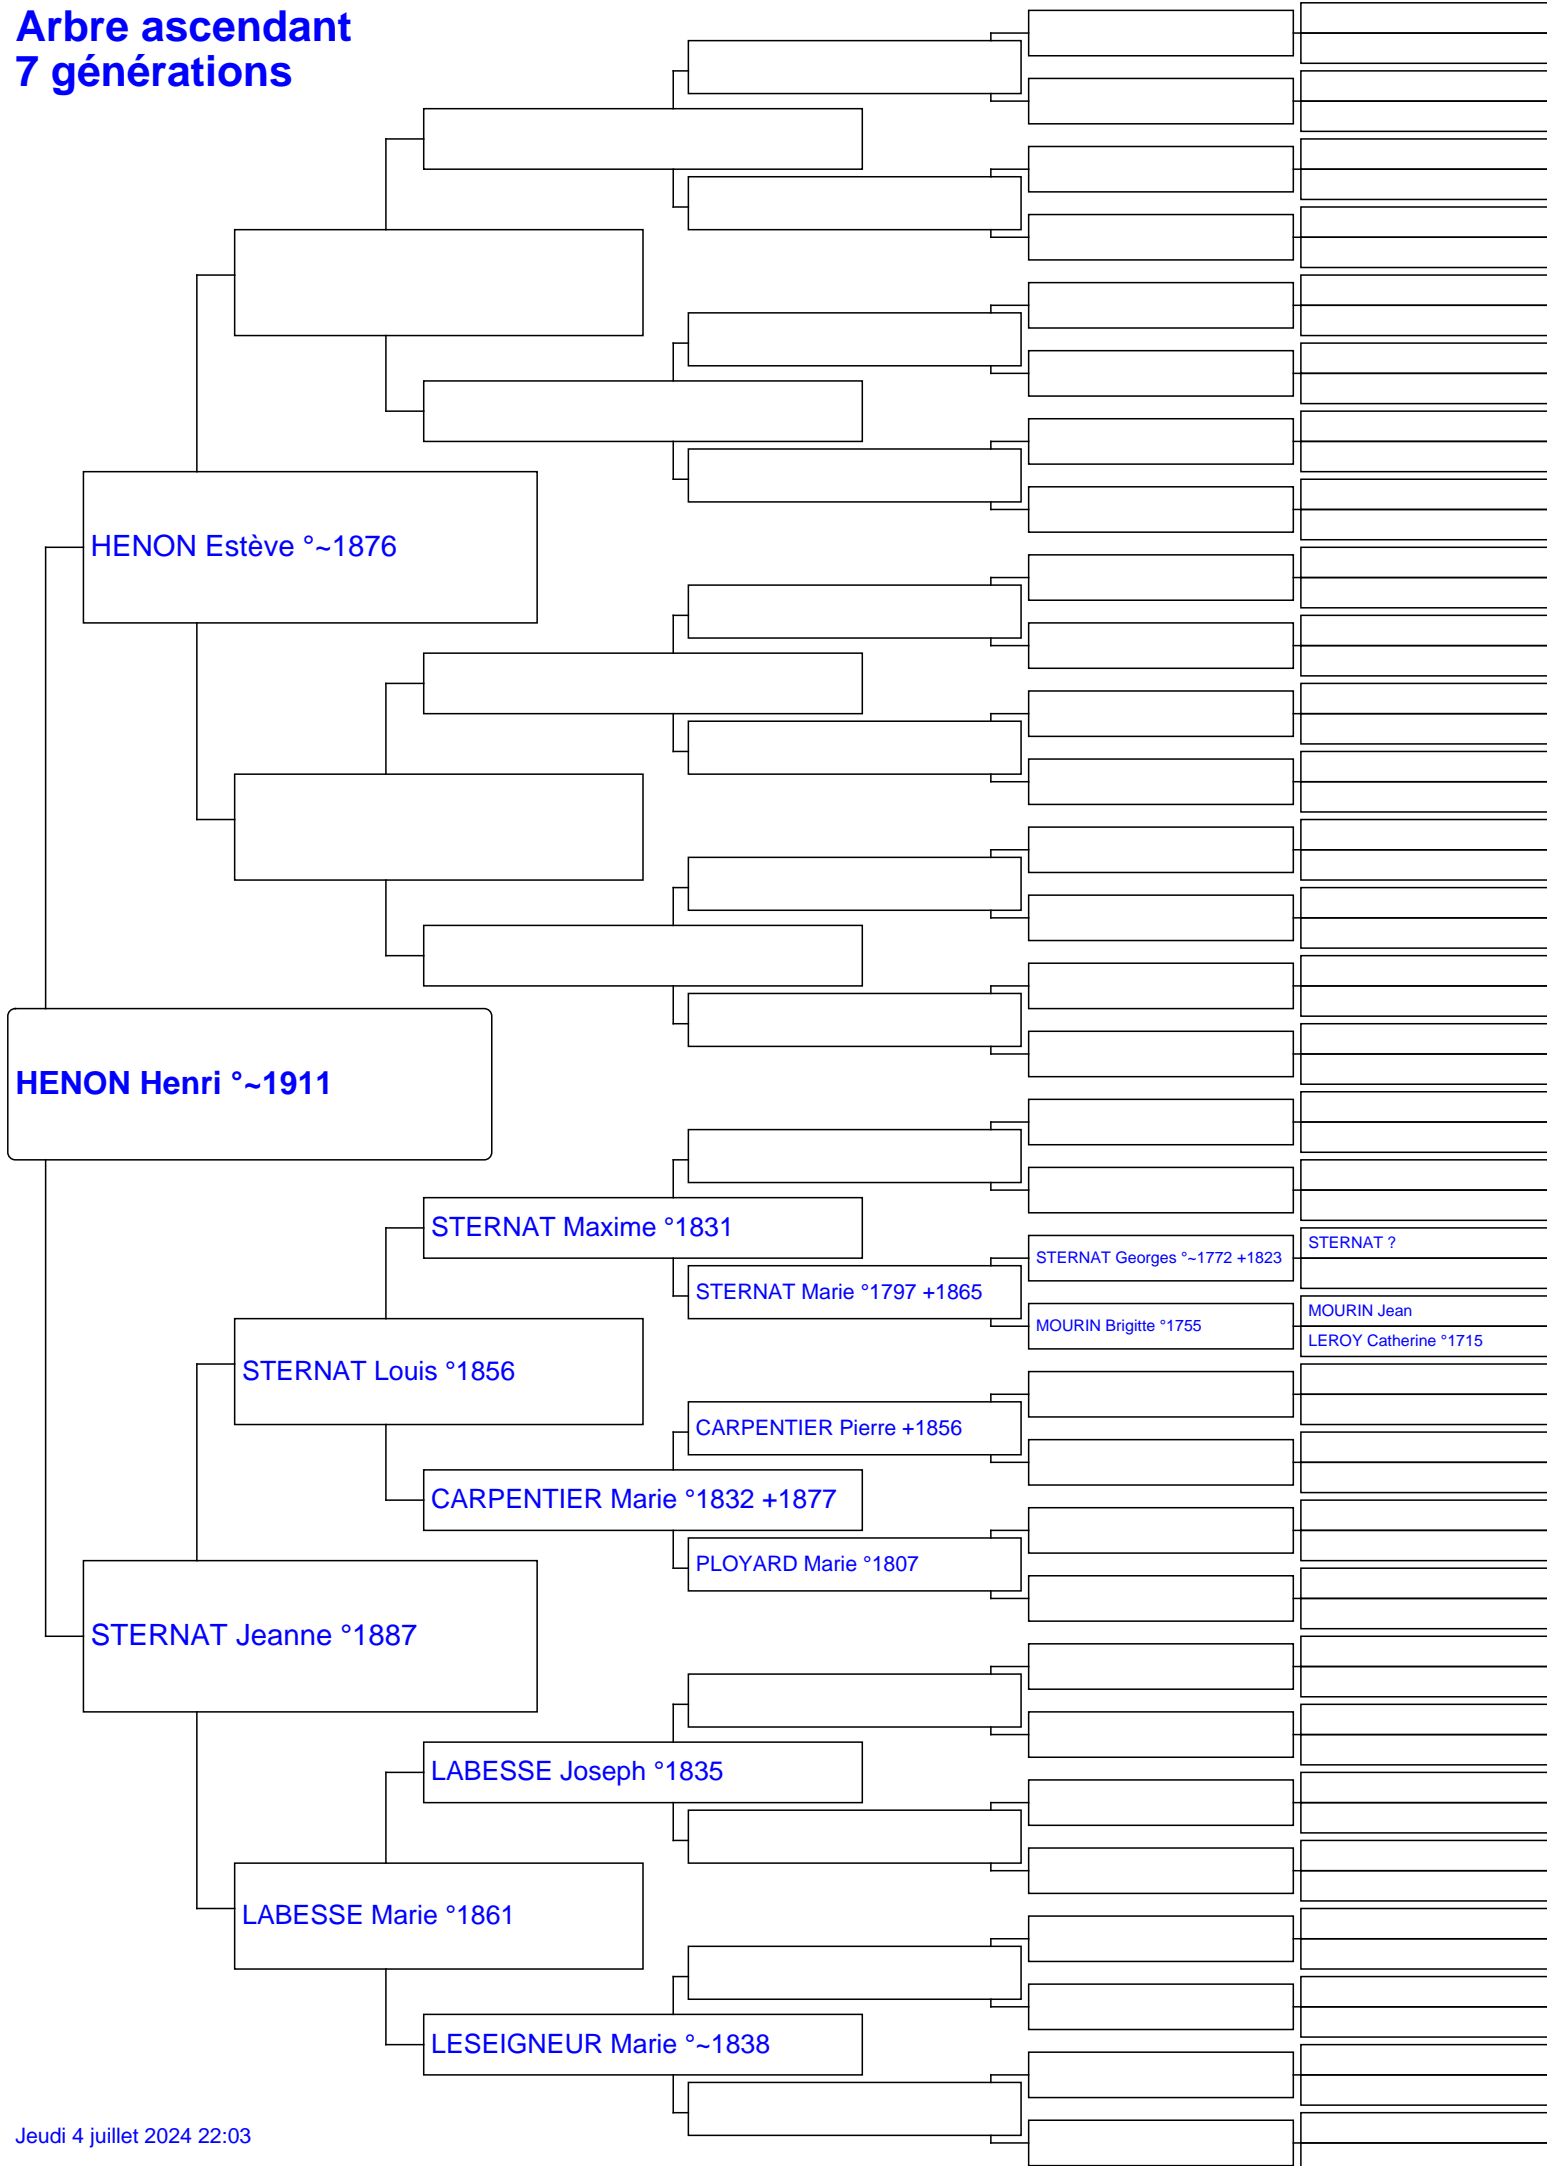 Arbre ascendant
7 générations
HENON Estève °~1876
HENON Henri °~1911
STERNAT Maxime °1831
STERNAT Georges °~1772 +1823
STERNAT ?
STERNAT Marie °1797 +1865
MOURIN Brigitte °1755
MOURIN Jean
LEROY Catherine °1715
STERNAT Louis °1856
CARPENTIER Pierre +1856
CARPENTIER Marie °1832 +1877
PLOYARD Marie °1807
STERNAT Jeanne °1887
LABESSE Joseph °1835
LABESSE Marie °1861
LESEIGNEUR Marie °~1838
Jeudi 4 juillet 2024 22:03